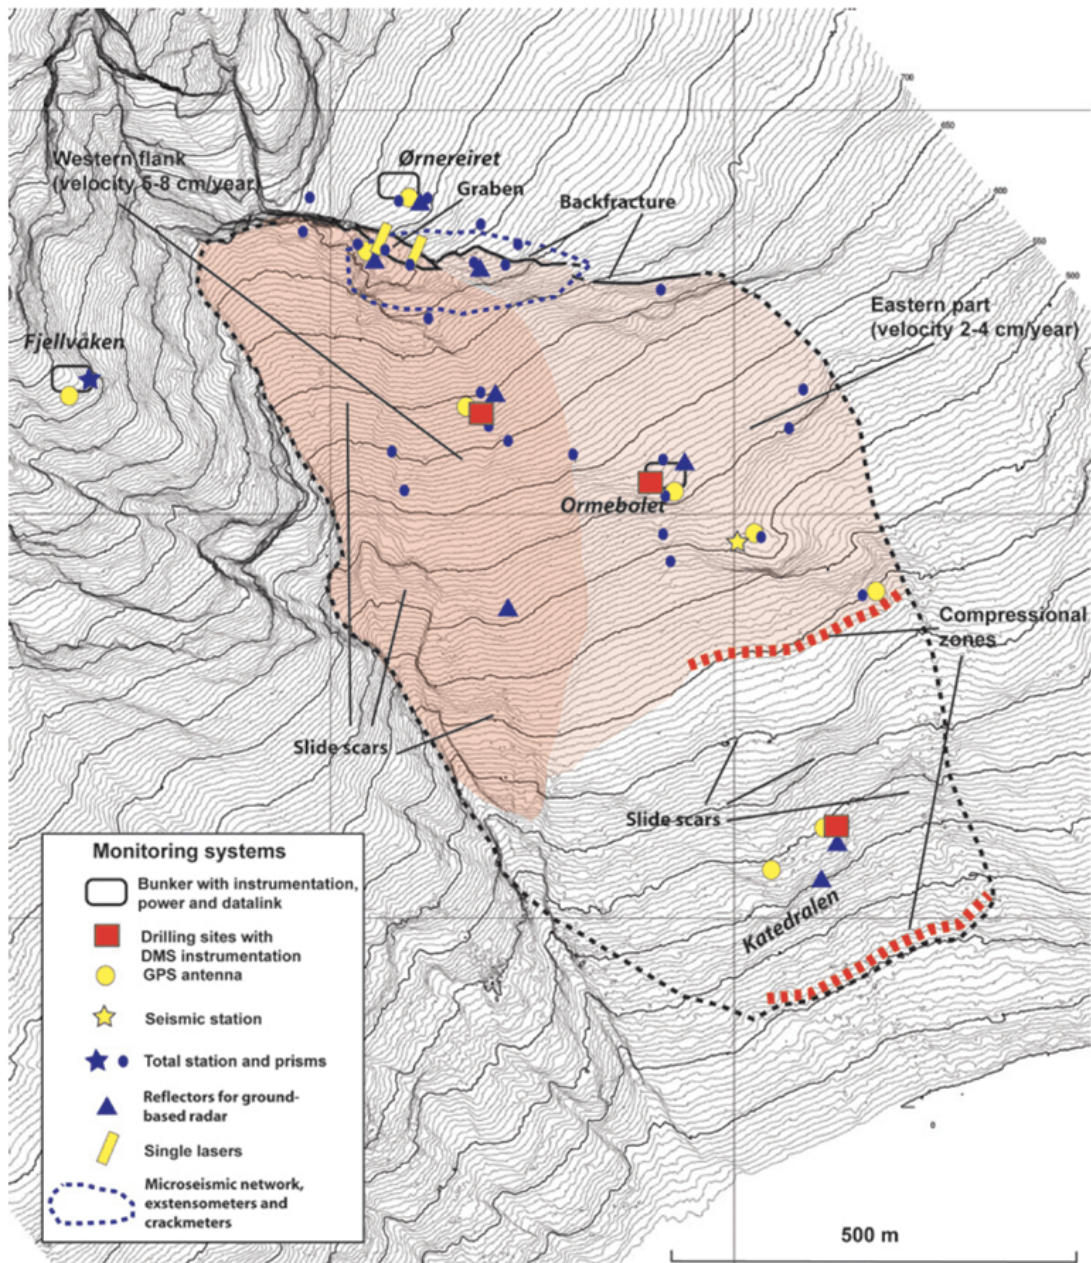 700
650
600
550
500
Ørnereiret
Western flank
(velocity 5-8 cm/year)
Graben
Backfracture
Eastern part
(velocity 2-4 cm/year)
Fjellvåken
Ormebolet
Compressional
zones
Slide scars
Slide scars
Katedralen
0
Monitoring systems
Bunker with instrumentation,
power and datalink
Drilling sites with
DMS instrumentation
GPS antenna
Seismic station
Total station and prisms
Reflectors for ground-
based radar
Single lasers
Microseismic network,
exstensometers and
crackmeters
500 m